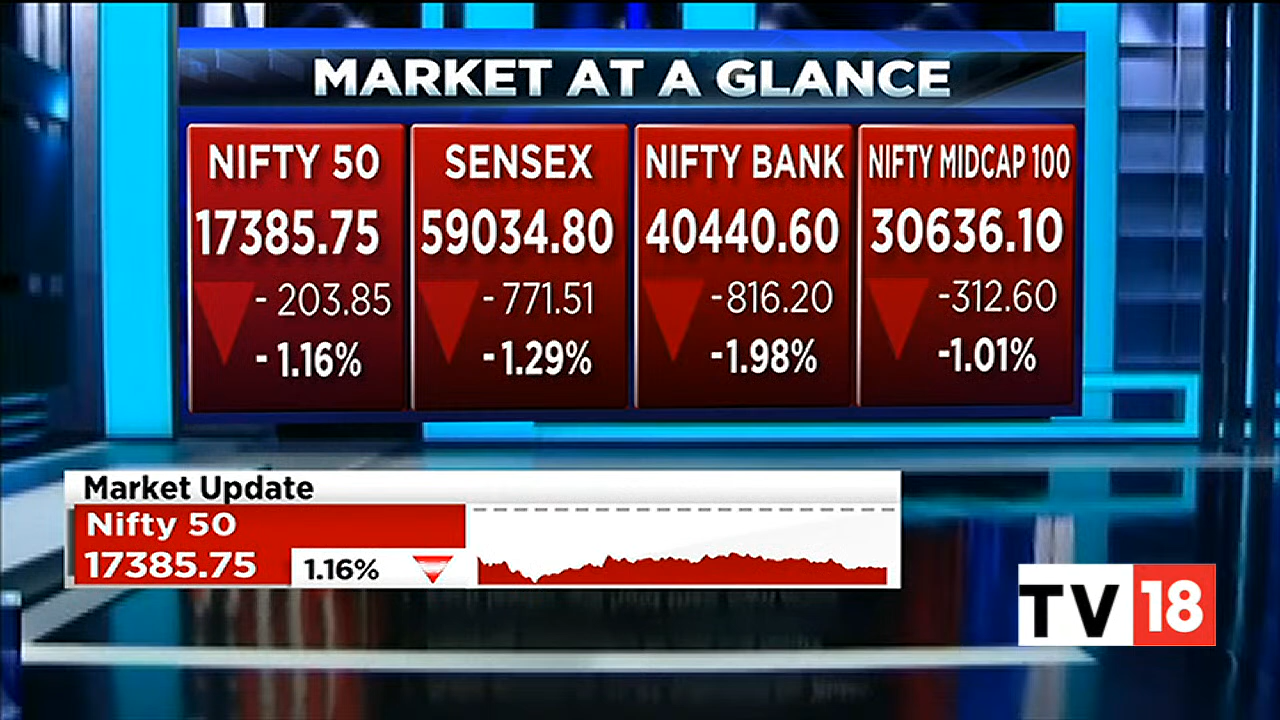 MARKET AT A GLANCE
NIFTY 50
17385.75
- 203.85
- 1.16%
SENSEX
59034.80
-771.51
-1.29%
NIFTY BANK
40440.60
-816.20
-1.98%
NIFTY MIDCAP 100
30636.10
-312.60
-1.01%
Market Update
Nifty 50
17385.75 1.16%
TV18